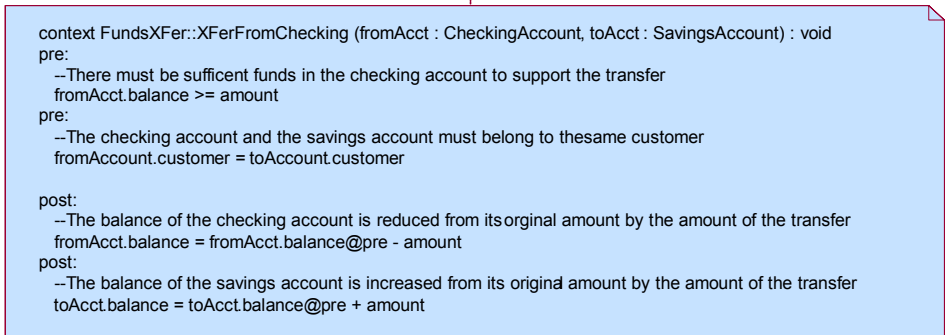 context FundsXFer::XFerFromChecking (fromAcct : CheckingAccount, toAcct : SavingsAccount) : void
pre:
--There must be sufficent funds in the checking account to support the transfer
fromAcct.balance >= amount
pre:
--The checking account and the savings account must belong to thesame customer
fromAccount.customer = toAccount.customer
post:
--The balance of the checking account is reduced from its orginal amount by the amount of the transfer
fromAcct.balance = fromAcct.balance@pre - amount
post:
--The balance of the savings account is increased from its original amount by the amount of the transfer
toAcct.balance = toAcct.balance@pre + amount